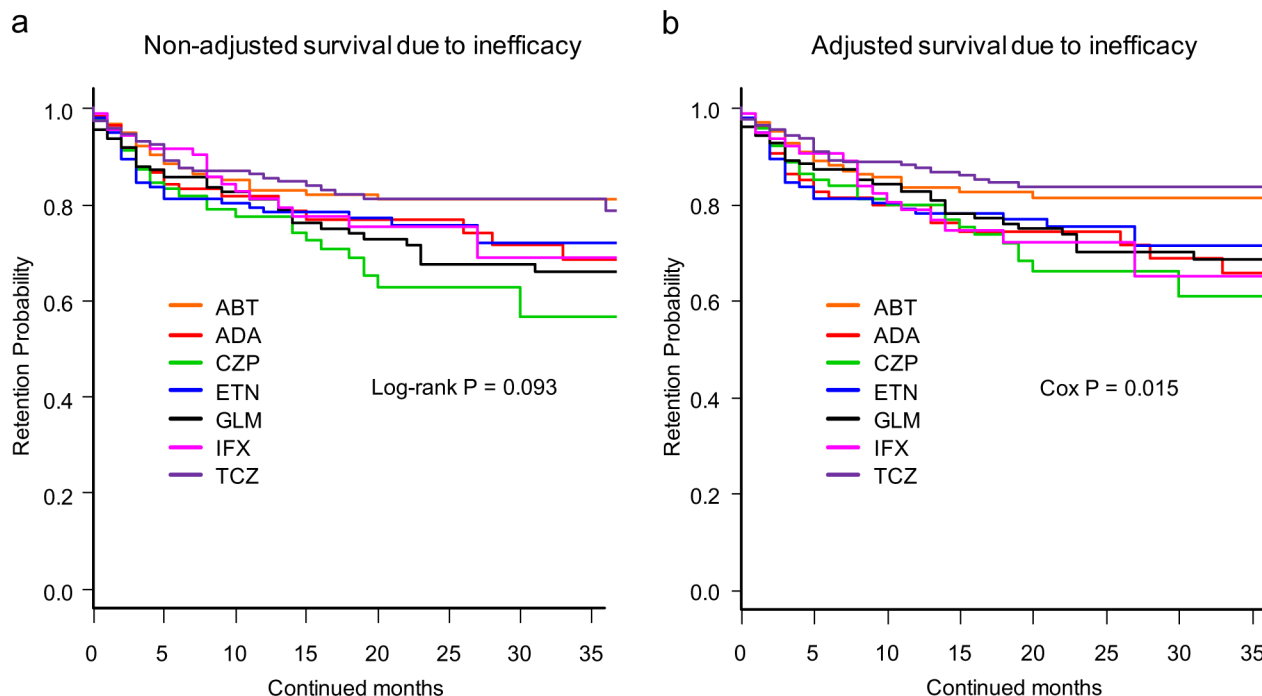 a
Non-adjusted survival due to inefficacy
Retention Probability
1.0
0.8
0.6
0.4
0.2
0.0
ABT
ADA
CZP
ETN
GLM
IFX
TCZ
Log-rank P = 0.093
0 5 10 15 20 25 30 35
Continued months
b
Adjusted survival due to inefficacy
Retention Probability
1.0
0.8
0.6
0.4
0.2
0.0
ABT
ADA
CZP
ETN
GLM
IFX
TCZ
Cox P = 0.015
0 5 10 15 20 25 30 35
Continued months